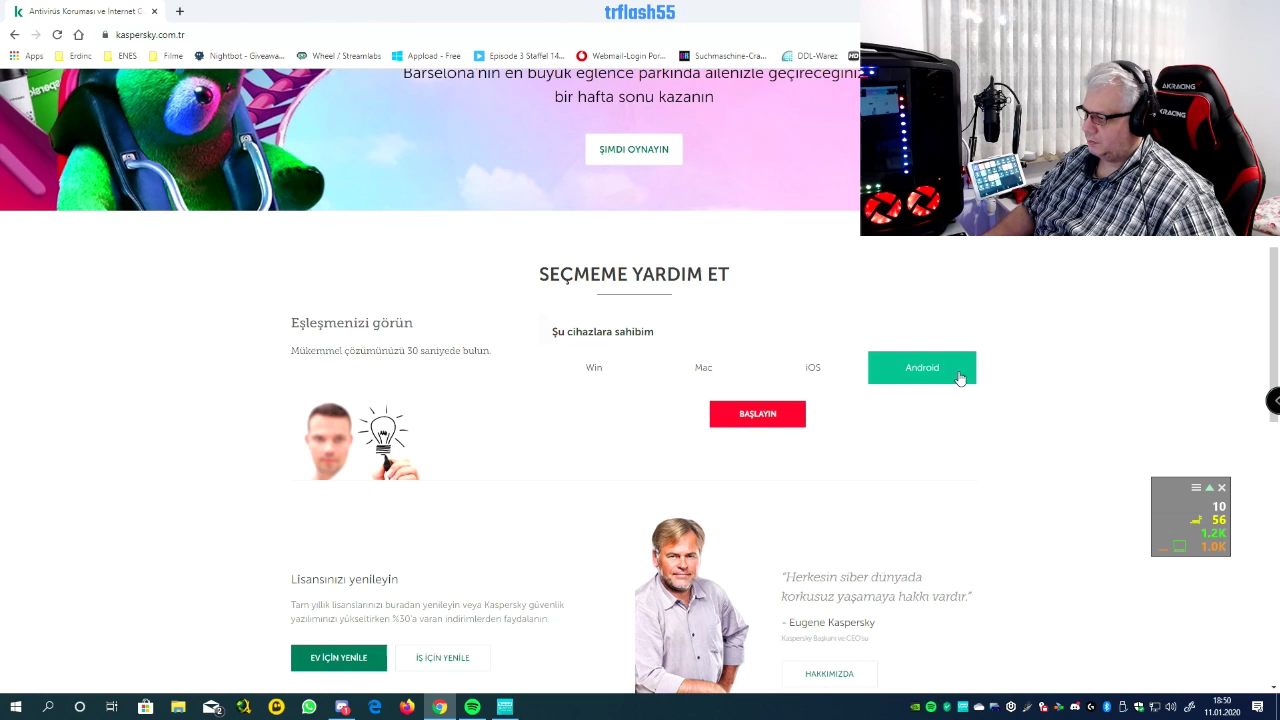 Antivirüs Koruması ve Internet G
trflash55
kaspersky.com.tr
Apps
Erdinc
ENES
Filme
Nightbot - Giveawa...
Wheel / Streamlabs
Appload - Free
Episode 3 Staffel 14...
Webmail-Login Por...
Suchmaschine-Cra...
DDL-Warez
HD
Barselona'nın en büyük eğlence parkında ailenizle geçireceğiniz
bir hafta sonu kazanın
ŞIMDI OYNAYIN
AKRACING
AKRACING
SEÇMEME YARDIM ET
Eşleşmenizi görün
Mükemmel çözümünüzü 30 saniyede bulun.
Şu cihazlara sahibim
Win
Mac
iOS
Android
BAŞLAYIN
10
56
1.2K
1.0K
Lisansınızı yenileyin
Tam yıllık lisanslarınızı buradan yenileyin veya Kaspersky güvenlik
yazılımınızı yükseltirken %30'a varan indirimlerden faydalanın.
EV İÇİN YENİLE
İŞ İÇİN YENİLE
"Herkesin siber dünyada
korkusuz yaşamaya hakkı vardır."
- Eugene Kaspersky
Kaspersky Başkanı ve CEO'su
HAKKIMIZDA
18:50
11.01.2020